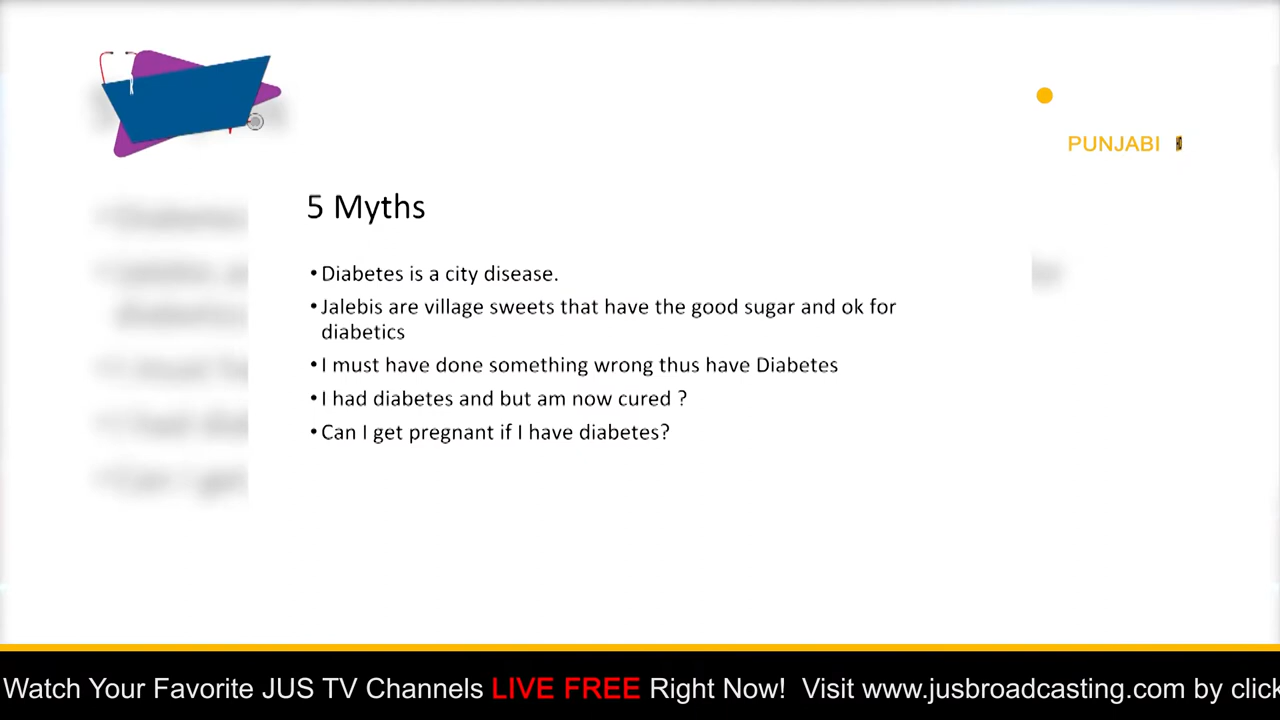 PUNJABI
5 Myths
• Diabetes is a city disease.
• Jalebis are village sweets that have the good sugar and ok for
diabetics
• I must have done something wrong thus have Diabetes
• I had diabetes and but am now cured ?
• Can I get pregnant if I have diabetes?
Watch Your Favorite JUS TV Channels LIVE FREE Right Now! Visit www.jusbroadcasting.com by click